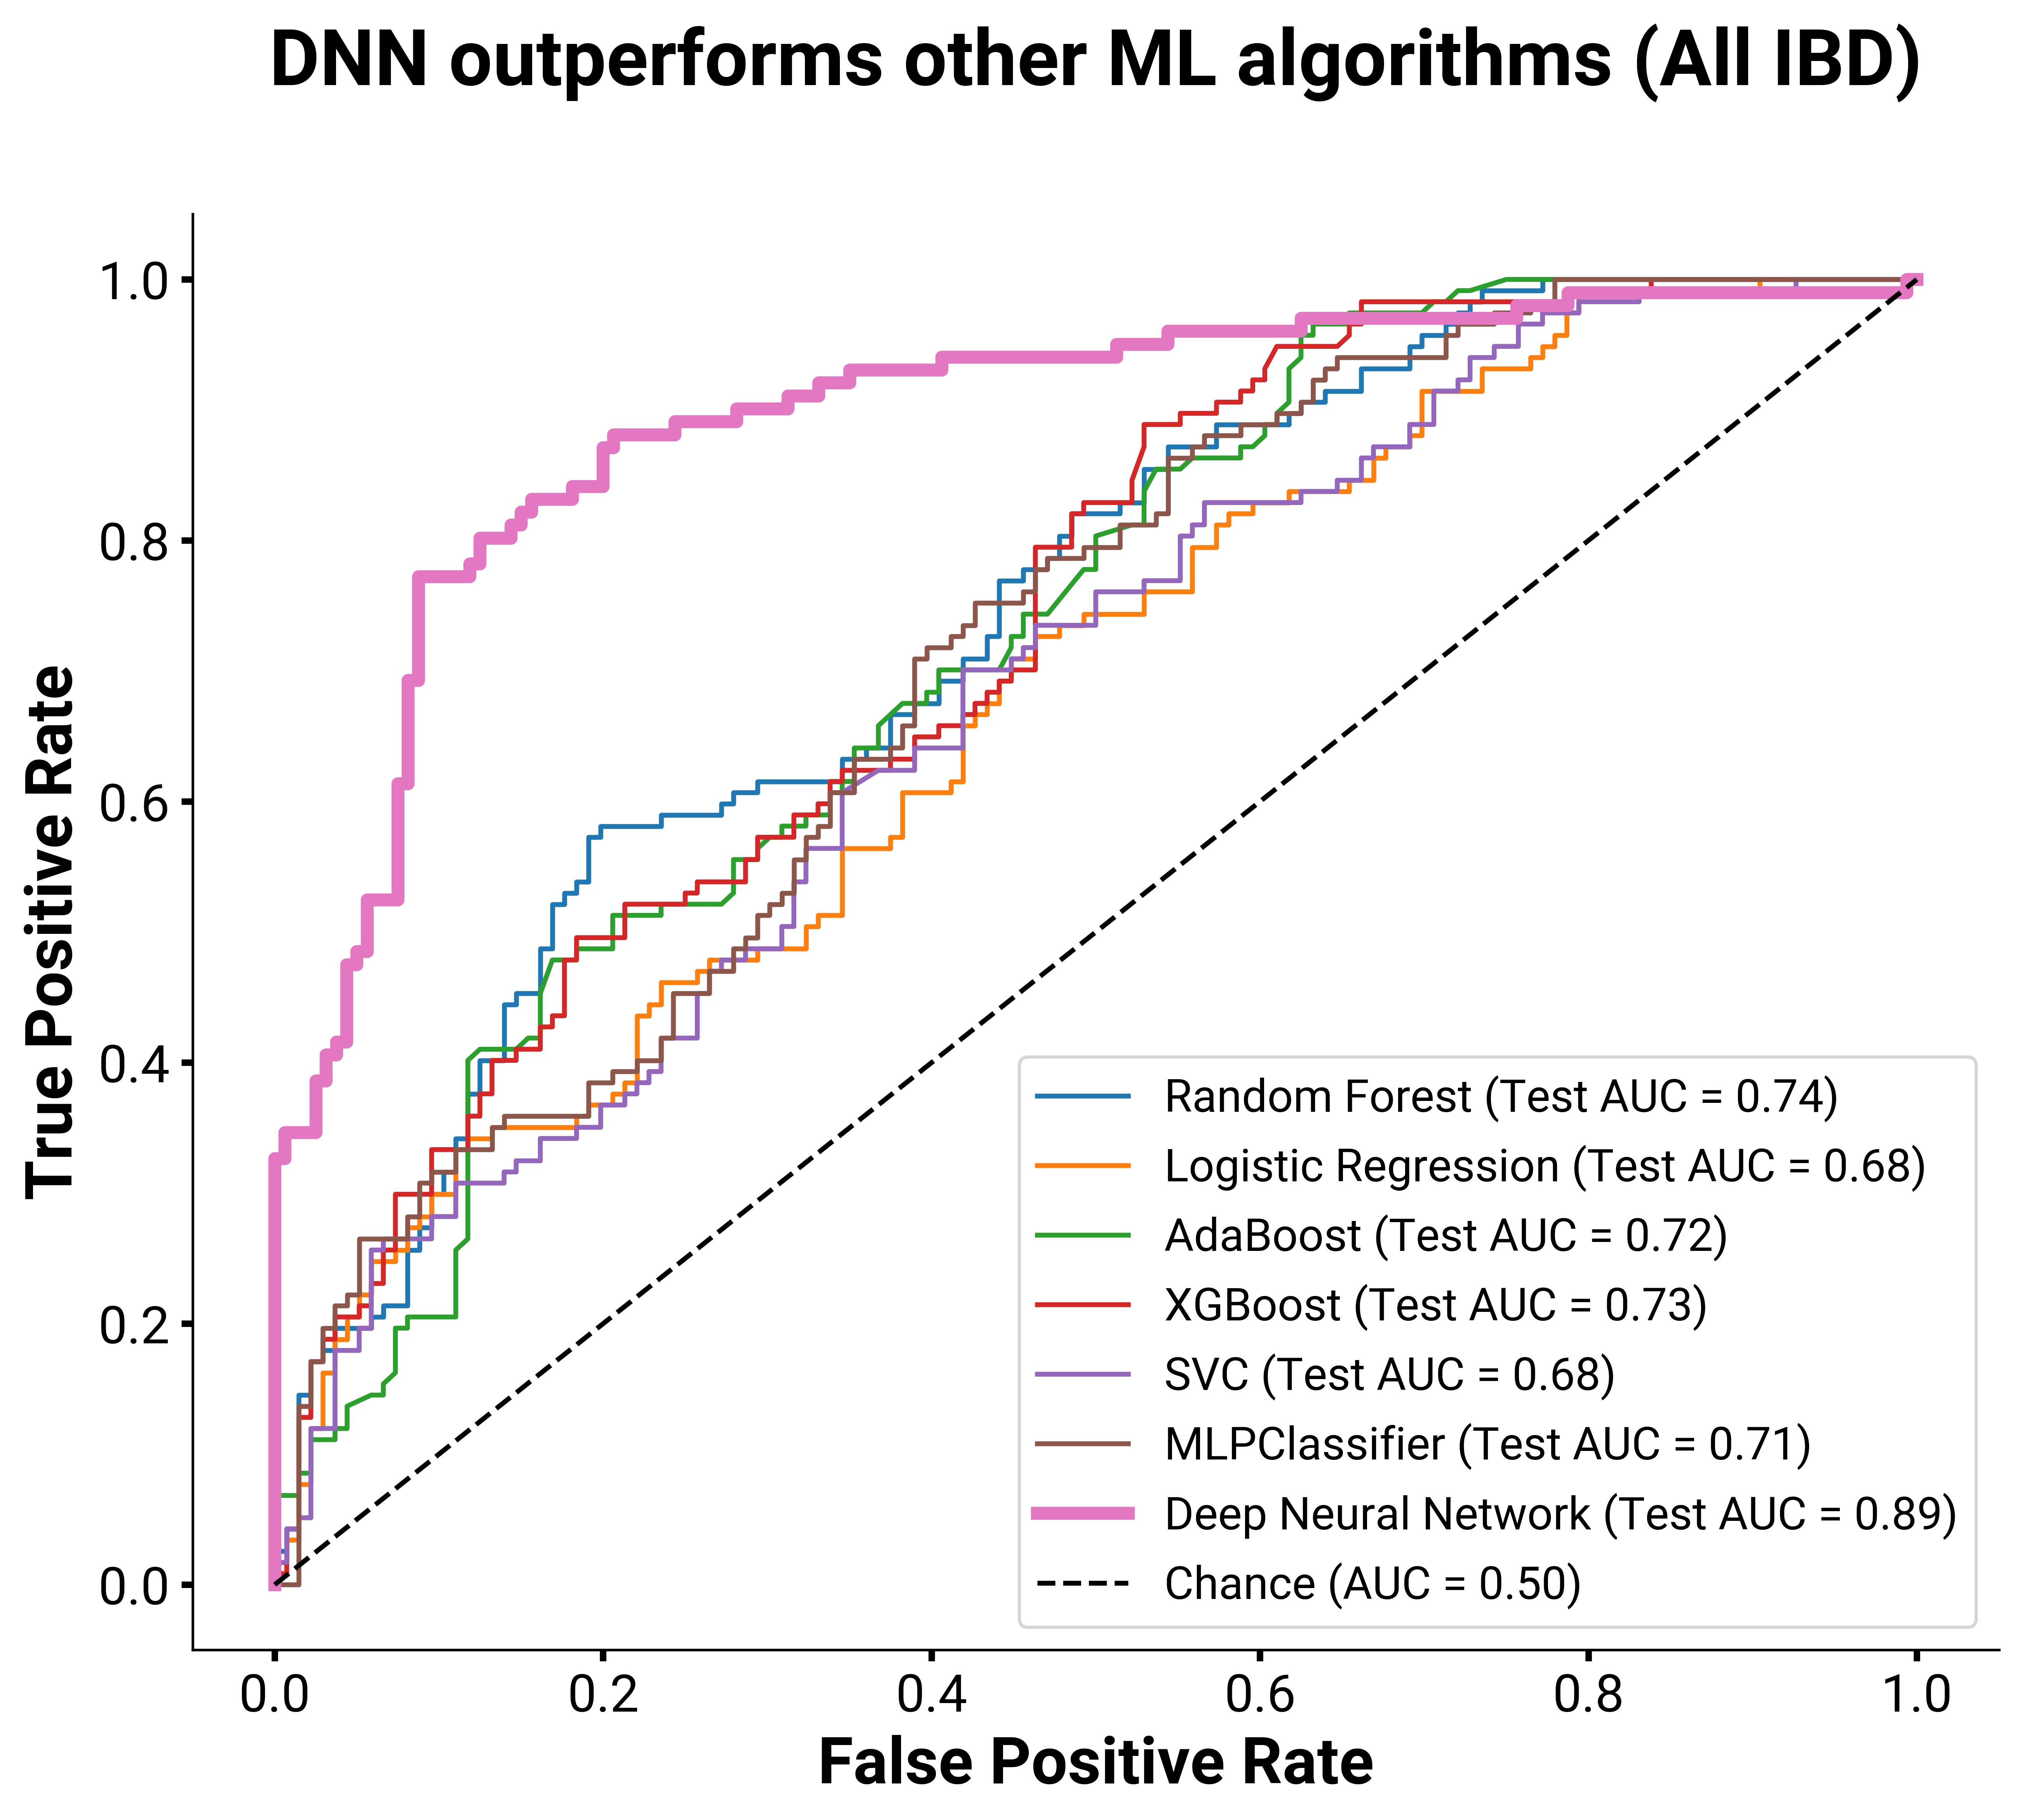 DNN outperforms other ML algorithms (All IBD)
True Positive Rate
1.0
0.8
0.6
0.4
0.2
0.0
Random Forest (Test AUC = 0.74)
Logistic Regression (Test AUC = 0.68)
AdaBoost (Test AUC = 0.72)
XGBoost (Test AUC = 0.73)
SVC (Test AUC = 0.68)
MLPClassifier (Test AUC = 0.71)
Deep Neural Network (Test AUC = 0.89)
Chance (AUC = 0.50)
0.0 0.2 0.4 0.6 0.8 1.0
False Positive Rate